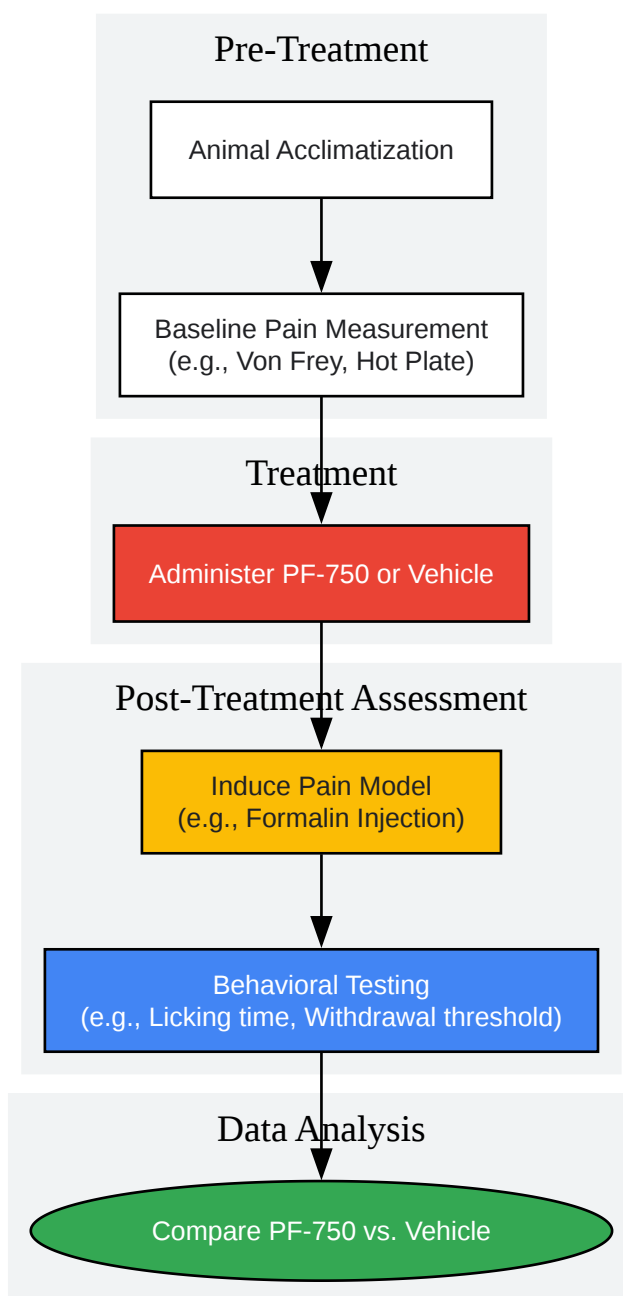 Pre-Treatment
Animal Acclimatization
Baseline Pain Measurement
(e.g., Von Frey, Hot Plate)
Treatment
Administer PF-750 or Vehicle
Post-Treatment Assessment
Induce Pain Model
(e.g., Formalin Injection)
Behavioral Testing
(e.g., Licking time, Withdrawal threshold)
Data Analysis
Compare PF-750 vs. Vehicle